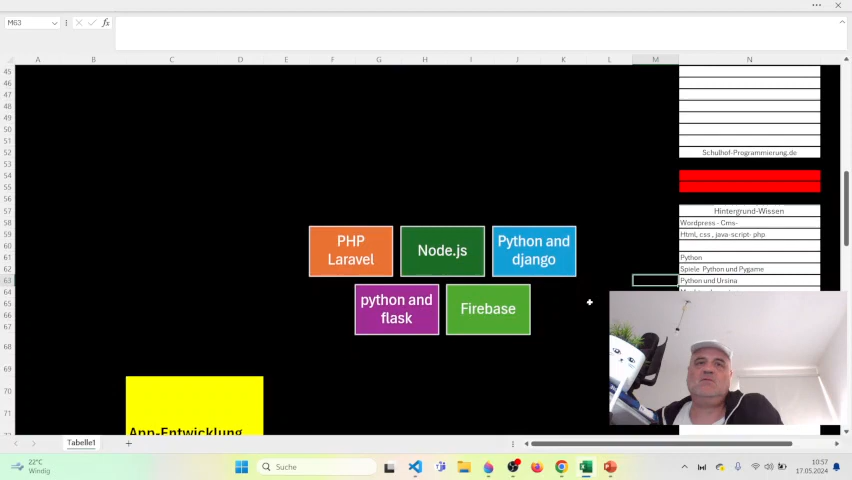 M63
fx
A B C D E F G H I J K L M N
45
46
47
48
49
50
51
52 Schulhof-Programmierung.de
53
54
55
56
57 Hintergrund-Wissen
58 Wordpress - Cms-
59 Html, css , java-script- php
60
61 Python
62 Spiele Python und Pygame
63 Python und Ursina
64
65
66
67
68
69
70
71
PHP
Laravel
Node.js
Python and
django
python and
flask
Firebase
App-Entwicklung
Tabelle1
22°C
Windig
Suche
10:57
17.05.2024